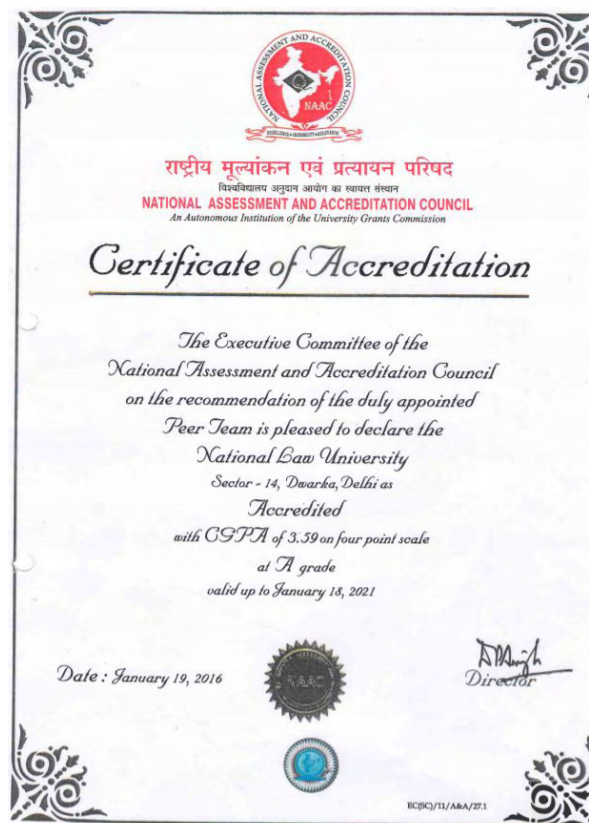 NATIONAL ASSESSMENT AND ACCREDITATION COUNCIL
NAAC
राष्ट्रीय मूल्यांकन एवं प्रत्यायन परिषद
विश्वविद्यालय अनुदान आयोग का स्वायत्त संस्थान
NATIONAL ASSESSMENT AND ACCREDITATION COUNCIL
An Autonomous Institution of the University Grants Commission
Certificate of Accreditation
The Executive Committee of the
National Assessment and Accreditation Council
on the recommendation of the duly appointed
Peer Team is pleased to declare the
National Law University
Sector - 14, Dwarka, Delhi as
Accredited
with CGPA of 3.59 on four point scale
at A grade
valid up to January 18, 2021
Date : January 19, 2016
NAAC
Director
EC(SC)/11/A&A/27.1